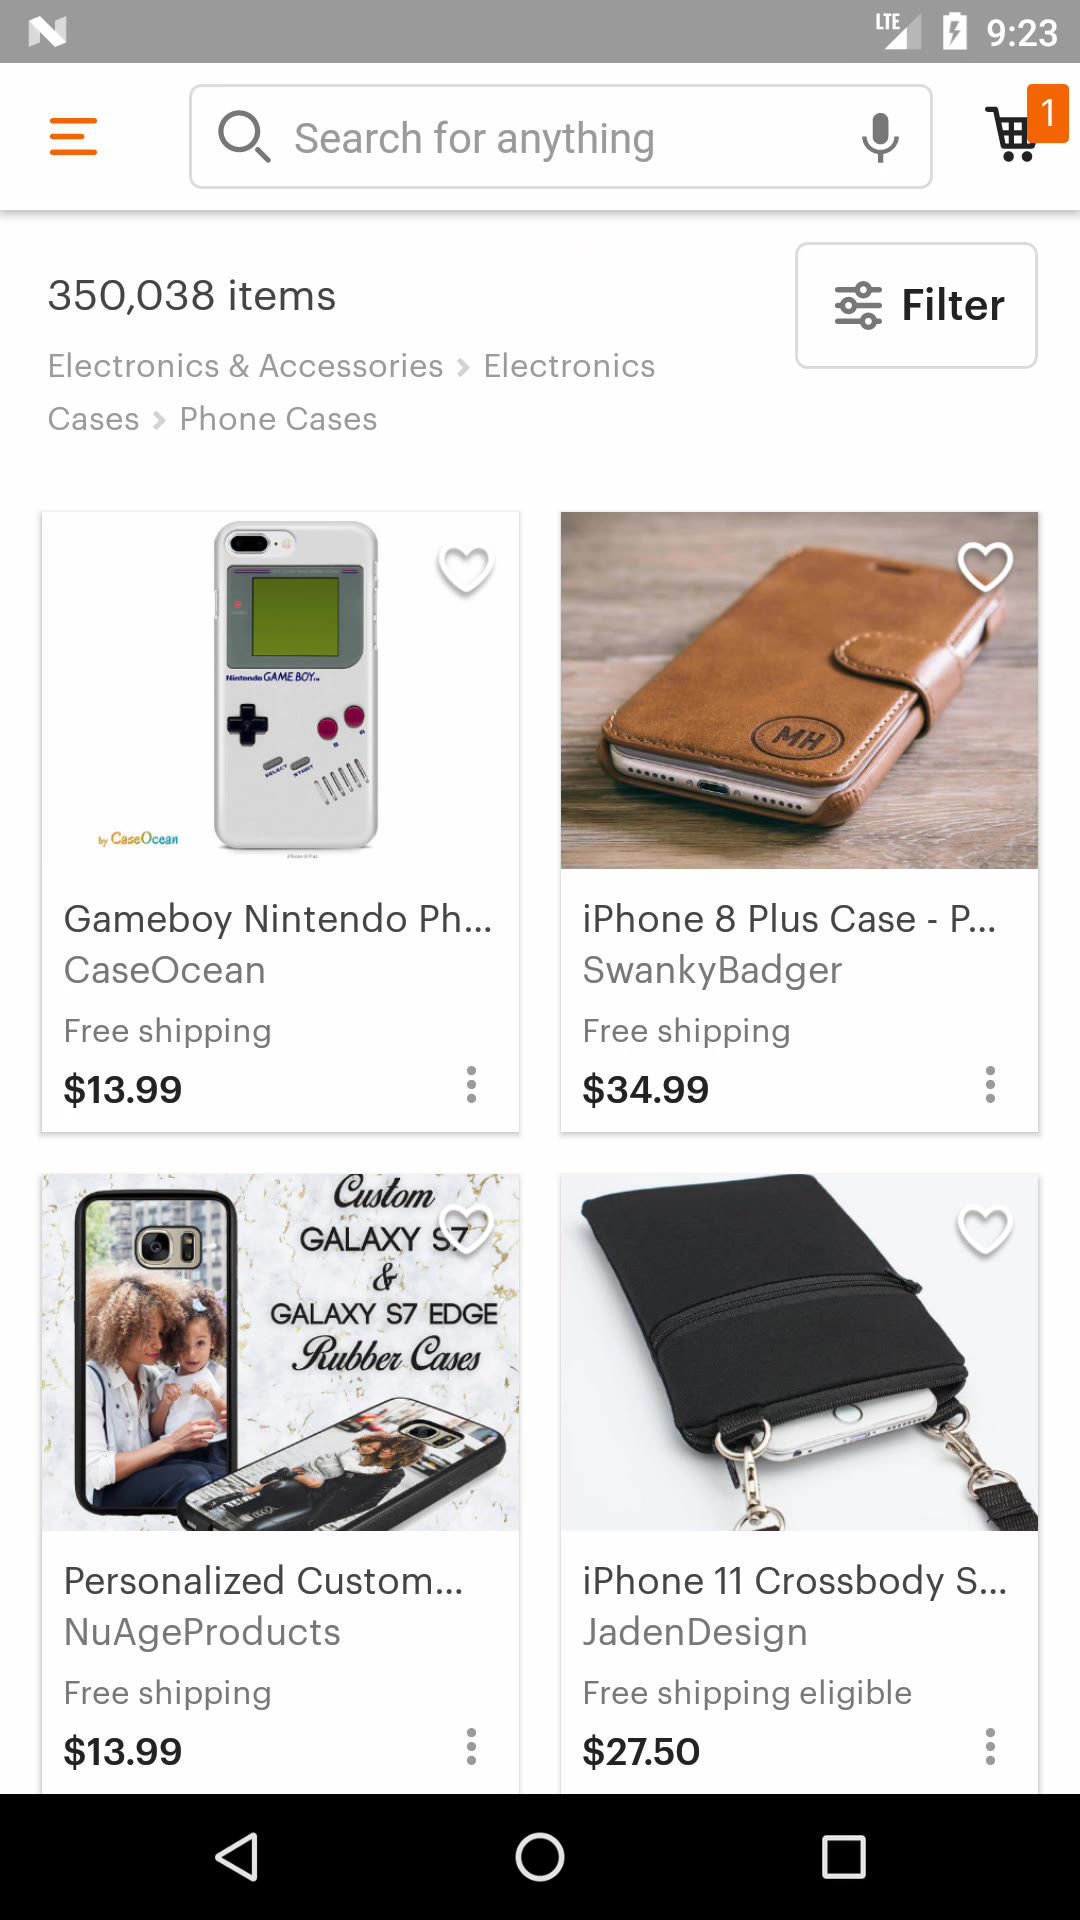 LTE 9:23
Search for anything
1
350,038 items
Filter
Electronics & Accessories > Electronics
Cases > Phone Cases
Nintendo GAME BOY
SELECT START
by CaseOcean
iPhone 8 Plus
MH
Gameboy Nintendo Ph...
CaseOcean
Free shipping
$13.99
iPhone 8 Plus Case - P...
SwankyBadger
Free shipping
$34.99
Custom
GALAXY S7
&
GALAXY S7 EDGE
Rubber Cases
Personalized Custom...
NuAgeProducts
Free shipping
$13.99
iPhone 11 Crossbody S...
JadenDesign
Free shipping eligible
$27.50